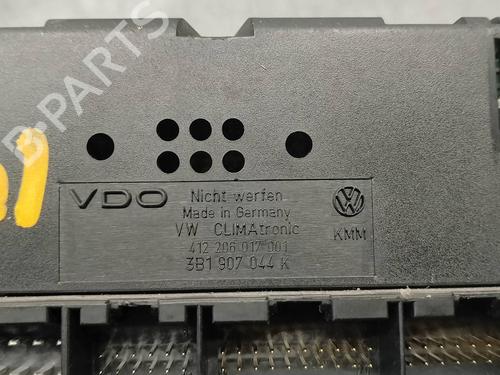 VDO
Nicht werfen
Made in Germany
VW CLIMAtronic
412 206 017 001
3B1 907 044 K
KMM
B-PARTS